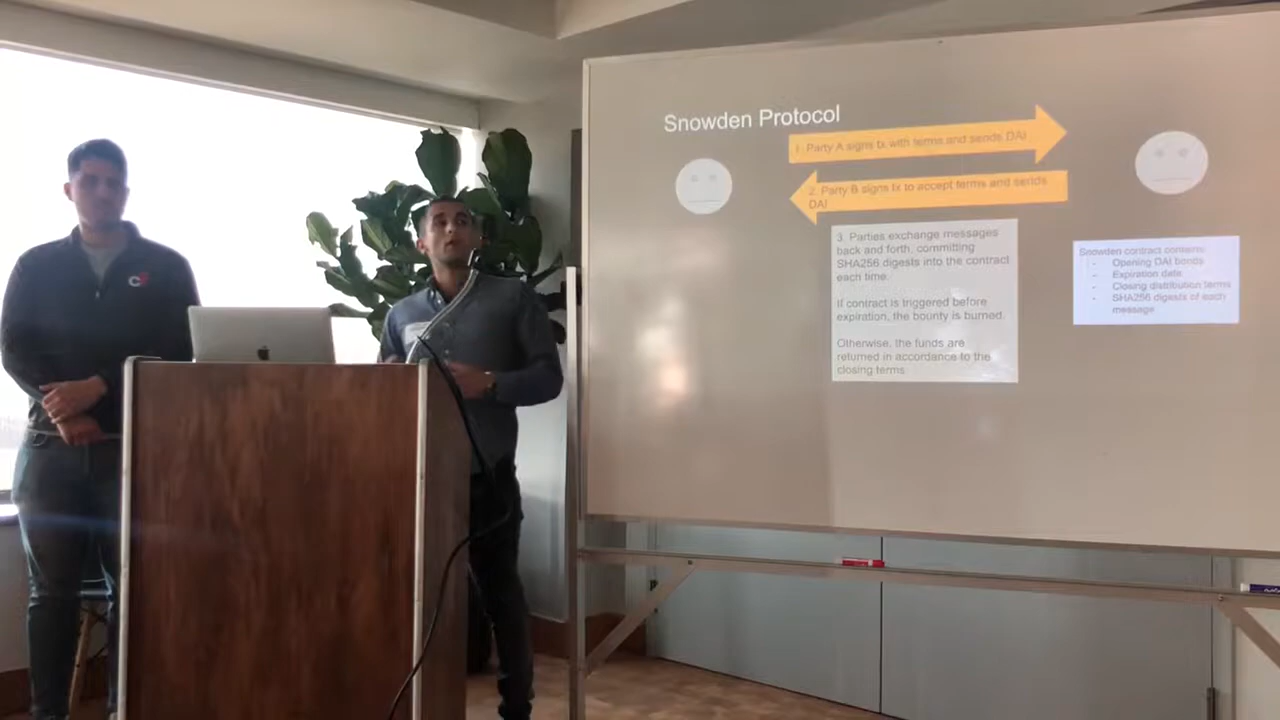 Snowden Protocol
1. Party A signs tx with terms and sends DAI
2. Party B signs tx to accept terms and sends
DAI
3. Parties exchange messages
back and forth, committing
SHA256 digests into the contract
each time.
If contract is triggered before
expiration, the bounty is burned.
Otherwise, the funds are
returned in accordance to the
closing terms.
Snowden contract contains:
- Opening DAI bonds
- Expiration date
- Closing distribution terms
- SHA256 digests of each
message